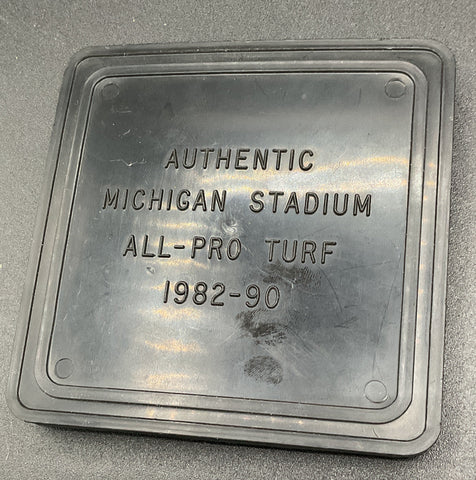 AUTHENTIC
MICHIGAN STADIUM
ALL-PRO TURF
1982-90